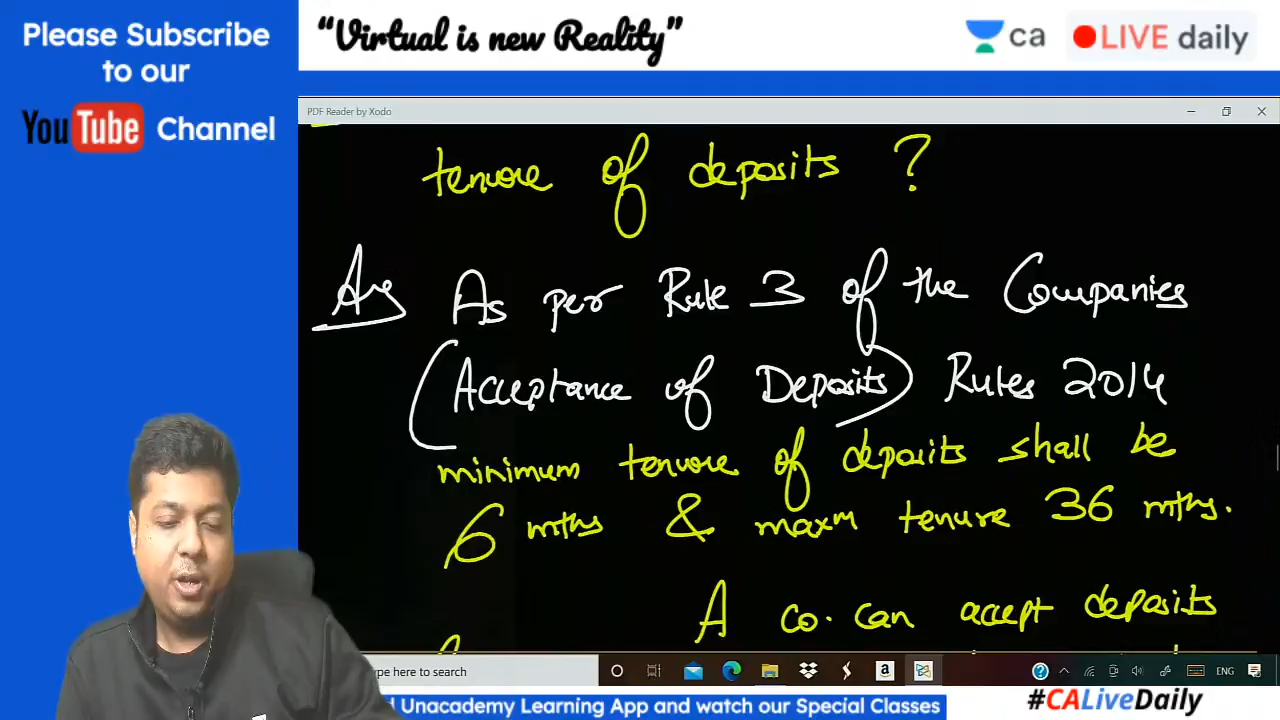 Please Subscribe
to our
YouTube Channel
“Virtual is new Reality”
ca
LIVE daily
PDF Reader by Xodo
tenure of deposits ?
Ans As per Rule 3 of the Companies
(Acceptance of Deposits) Rules 2014
minimum tenure of deposits shall be
6 mths & maxm tenure 36 mths.
A co. can accept deposits
ype here to search
ENG
d Unacademy Learning App and watch our Special Classes
#CALiveDaily